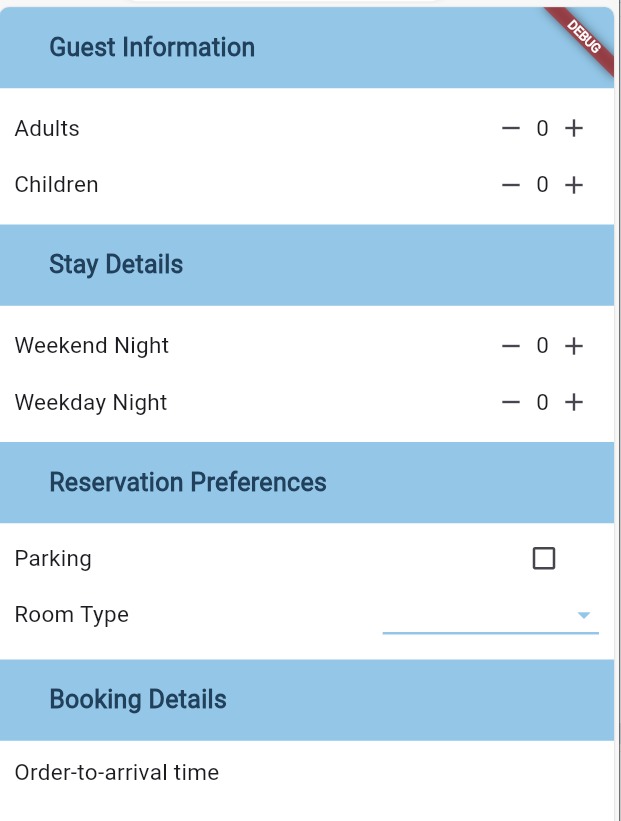 Guest Information
DEBUG
Adults
0
Children
0
Stay Details
Weekend Night
0
Weekday Night
0
Reservation Preferences
Parking
Room Type
Booking Details
Order-to-arrival time